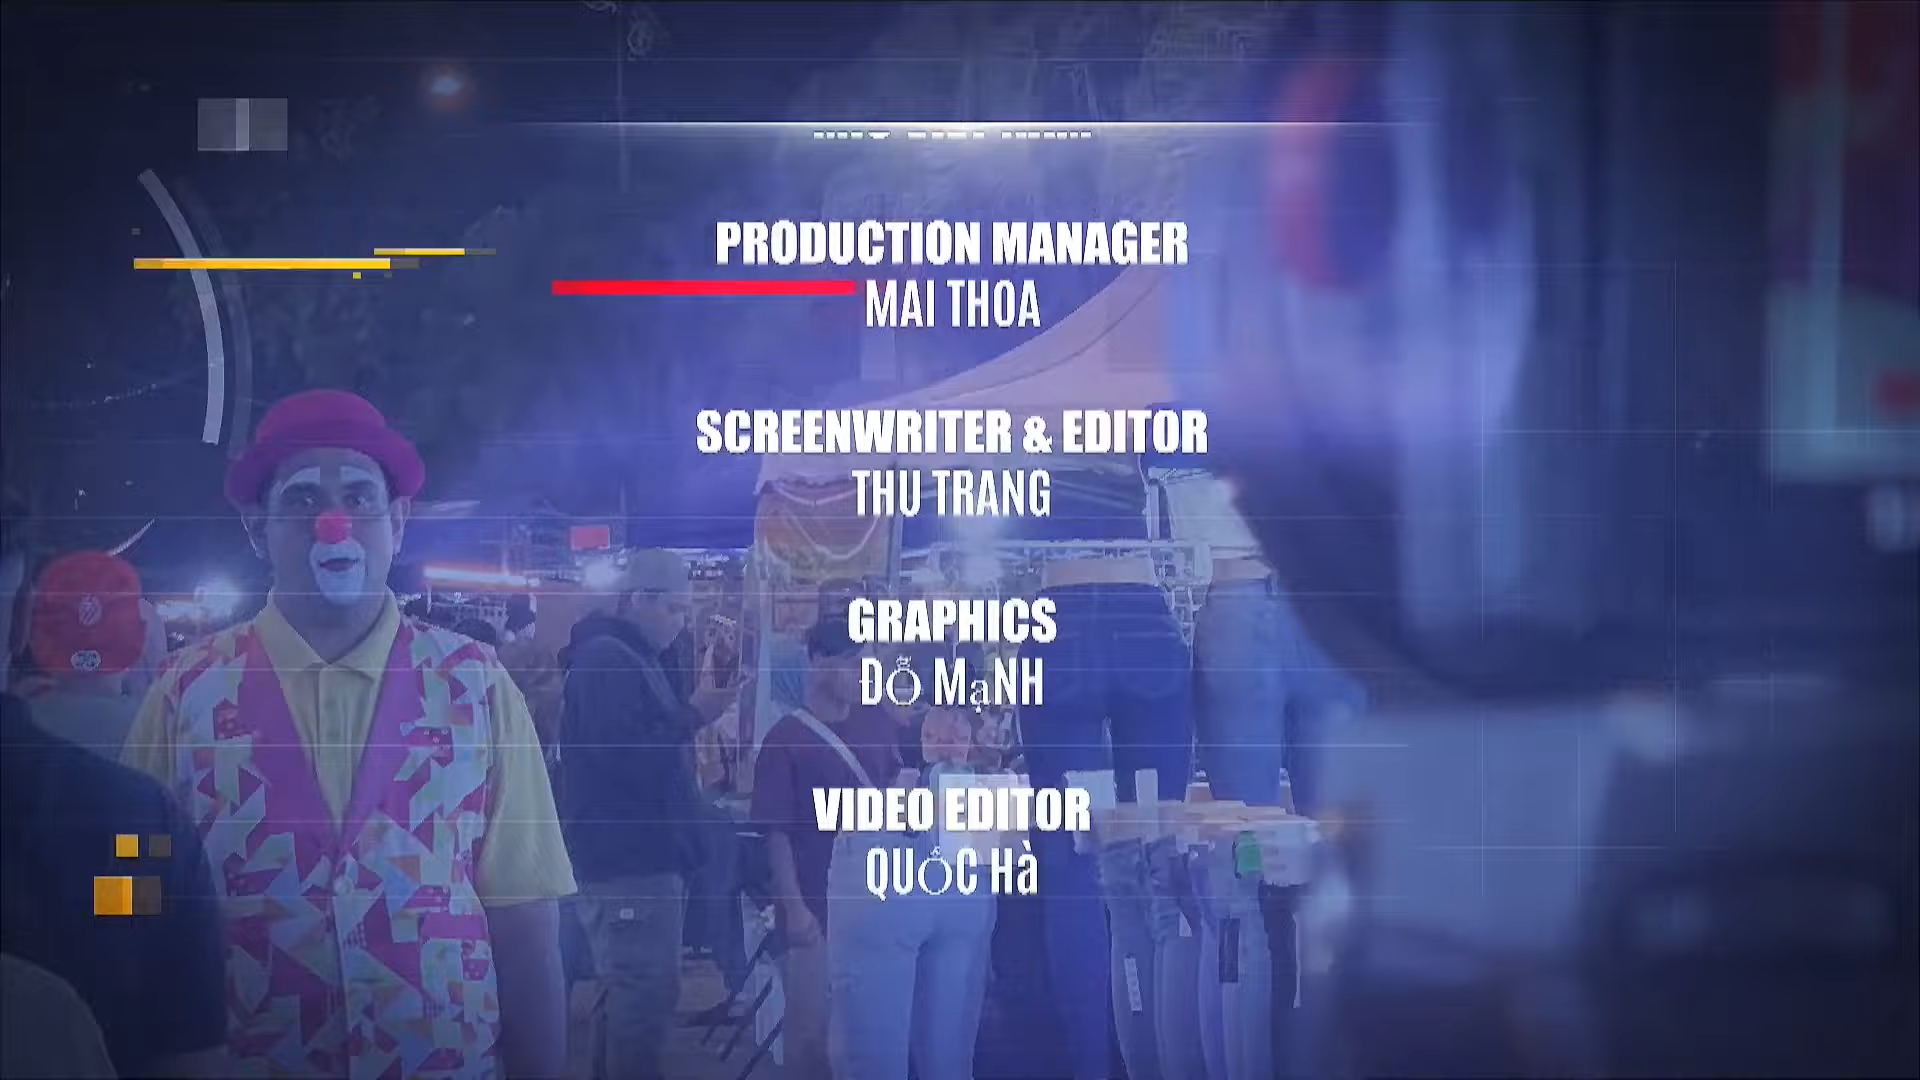 PRODUCTION MANAGER
MAI THOA
SCREENWRITER & EDITOR
THU TRANG
GRAPHICS
ĐỖ MạNH
VIDEO EDITOR
QUỐC Hà